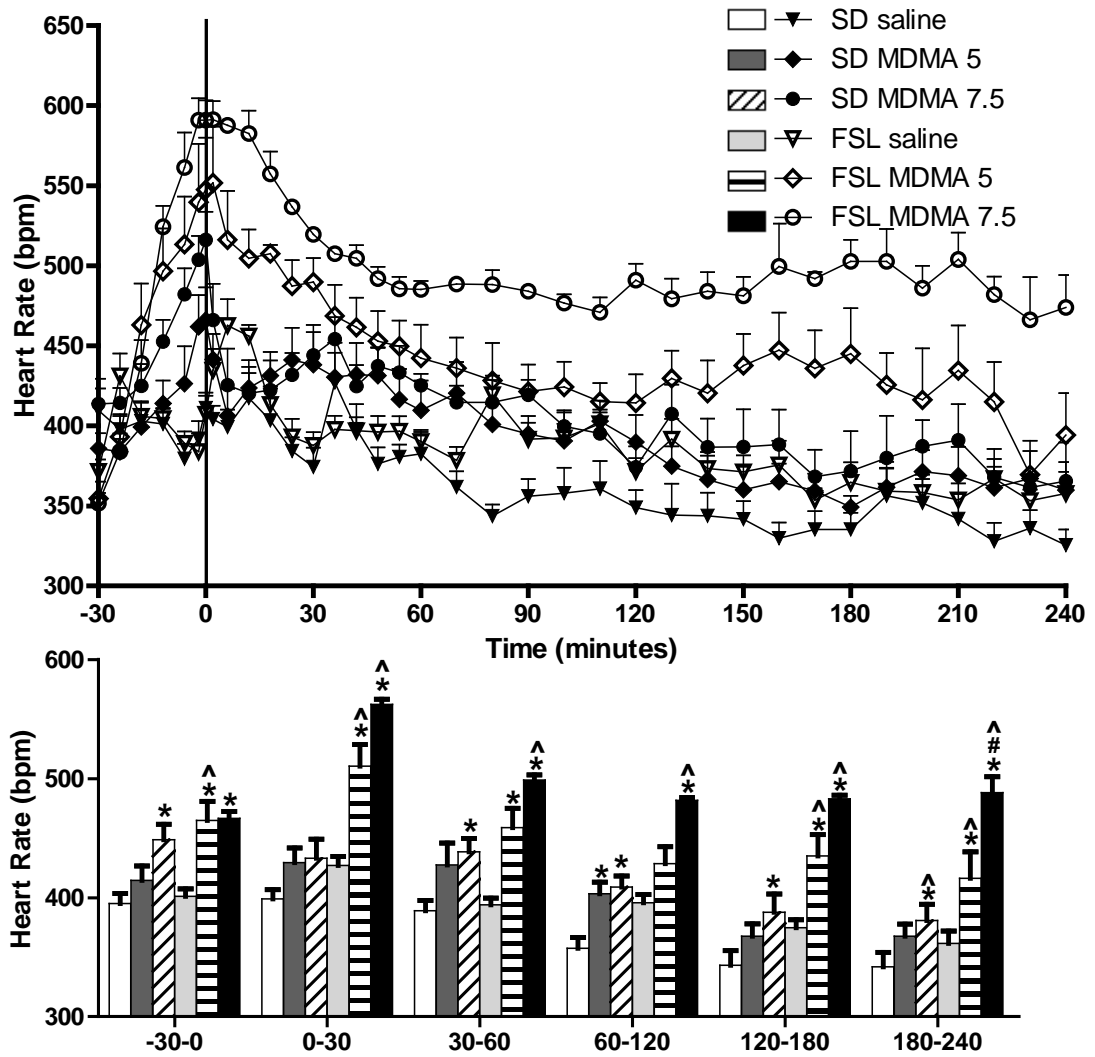 650
600
550
500
450
400
350
300
Heart Rate (bpm)
SD saline
SD MDMA 5
SD MDMA 7.5
FSL saline
FSL MDMA 5
FSL MDMA 7.5
-30 0 30 60 90 120 150 180 210 240
Time (minutes)
600
500
400
300
Heart Rate (bpm)
* ^ * *
^ * ^ *
* * ^ *
* * ^ *
* ^ * ^ *
^ * ^ * ^ # *
-30-0 0-30 30-60 60-120 120-180 180-240